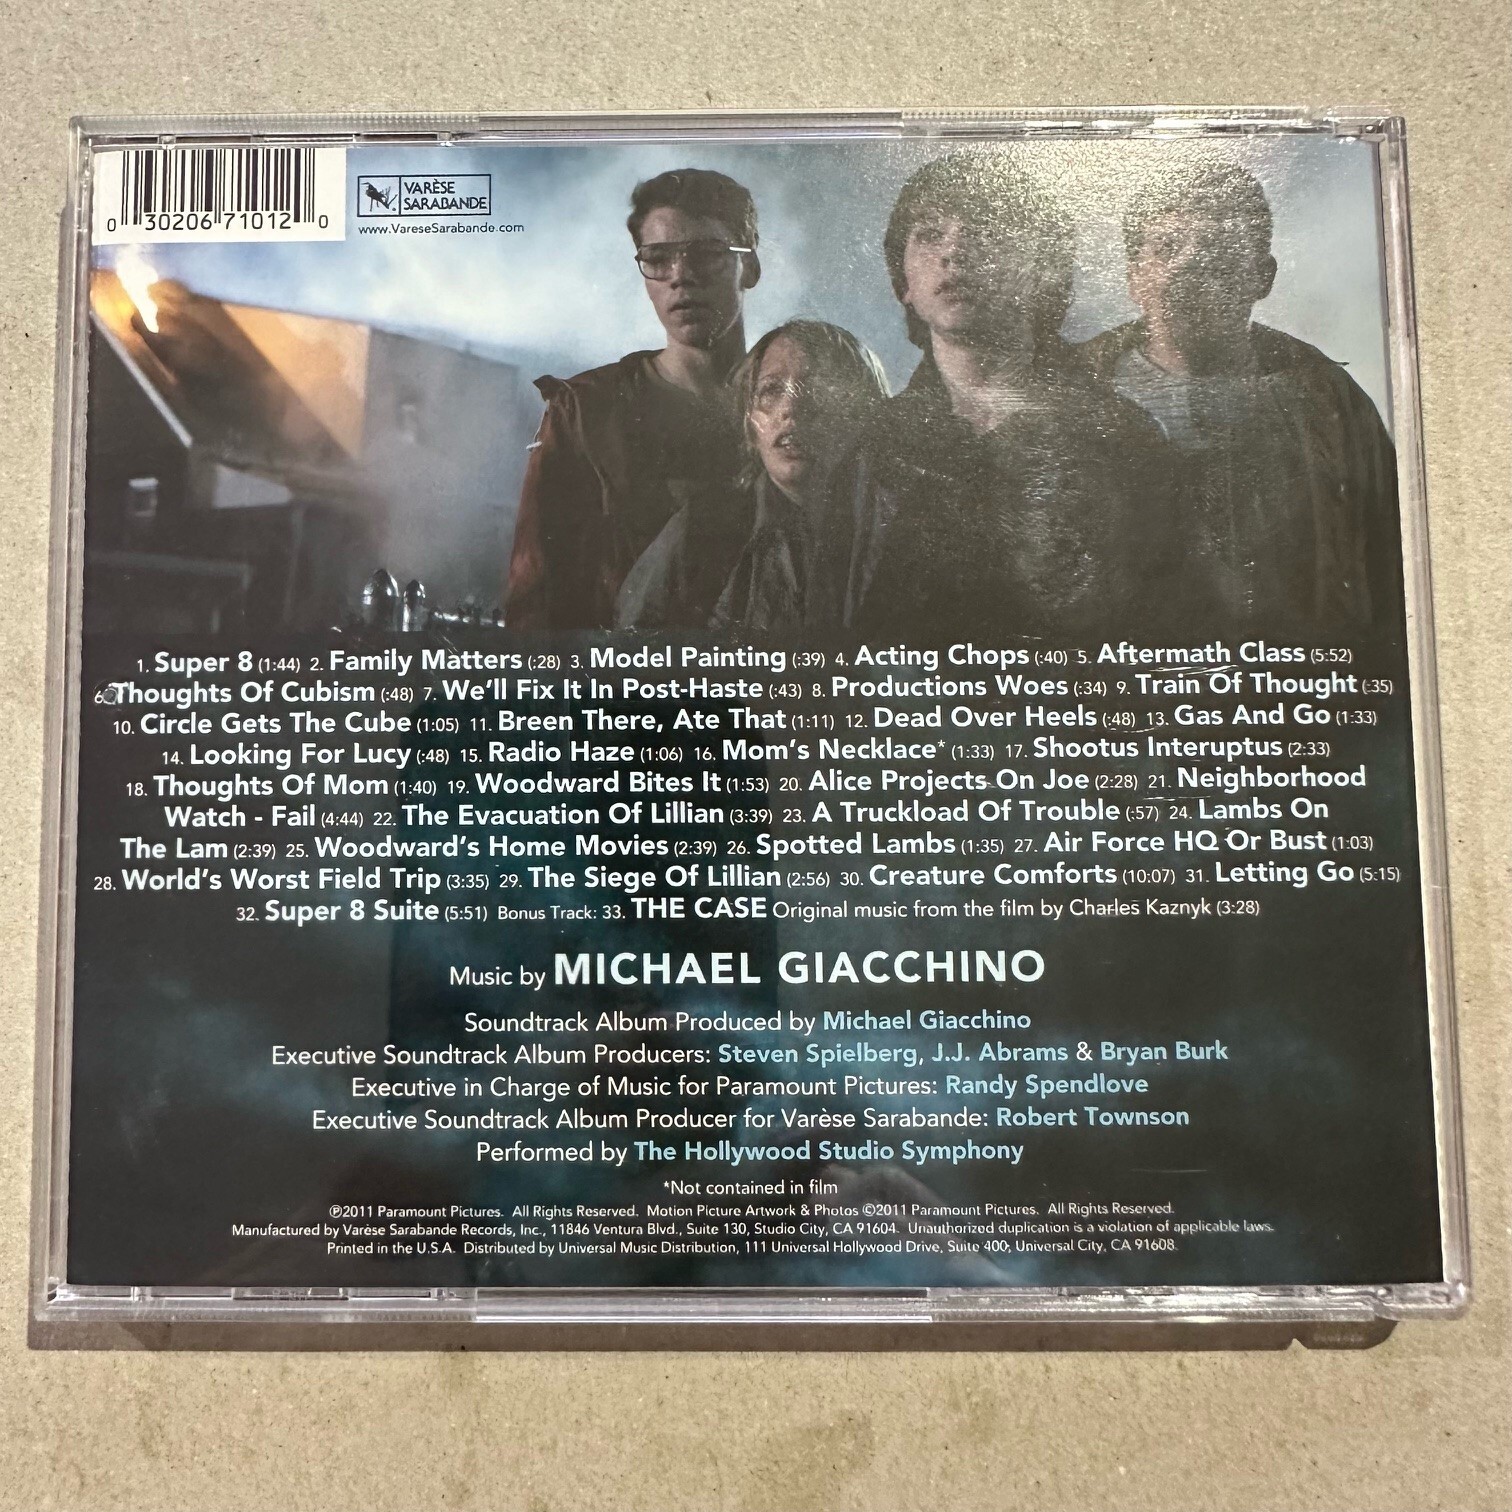 0 30206 71012 0
VARÈSE
SARABANDE
www.VareseSarabande.com
1. Super 8 (1:44) 2. Family Matters (:28) 3. Model Painting (:39) 4. Acting Chops (:40) 5. Aftermath Class (5:52)
6. Thoughts Of Cubism (:48) 7. We'll Fix It In Post-Haste (:43) 8. Productions Woes (:34) 9. Train Of Thought (:35)
10. Circle Gets The Cube (1:05) 11. Breen There, Ate That (1:11) 12. Dead Over Heels (:48) 13. Gas And Go (1:33)
14. Looking For Lucy (:48) 15. Radio Haze (1:06) 16. Mom's Necklace* (1:33) 17. Shootus Interuptus (2:33)
18. Thoughts Of Mom (1:40) 19. Woodward Bites It (1:53) 20. Alice Projects On Joe (2:28) 21. Neighborhood
Watch - Fail (4:44) 22. The Evacuation Of Lillian (3:39) 23. A Truckload Of Trouble (:57) 24. Lambs On
The Lam (2:39) 25. Woodward's Home Movies (2:39) 26. Spotted Lambs (1:35) 27. Air Force HQ Or Bust (1:03)
28. World's Worst Field Trip (3:35) 29. The Siege Of Lillian (2:56) 30. Creature Comforts (10:07) 31. Letting Go (5:15)
32. Super 8 Suite (5:51) Bonus Track: 33. THE CASE Original music from the film by Charles Kaznyk (3:28)
Music by MICHAEL GIACCHINO
Soundtrack Album Produced by Michael Giacchino
Executive Soundtrack Album Producers: Steven Spielberg, J.J. Abrams & Bryan Burk
Executive in Charge of Music for Paramount Pictures: Randy Spendlove
Executive Soundtrack Album Producer for Varèse Sarabande: Robert Townson
Performed by The Hollywood Studio Symphony
*Not contained in film
℗2011 Paramount Pictures. All Rights Reserved. Motion Picture Artwork & Photos ©2011 Paramount Pictures. All Rights Reserved.
Manufactured by Varèse Sarabande Records, Inc., 11846 Ventura Blvd., Suite 130, Studio City, CA 91604. Unauthorized duplication is a violation of applicable laws.
Printed in the U.S.A. Distributed by Universal Music Distribution, 111 Universal Hollywood Drive, Suite 400, Universal City, CA 91608.